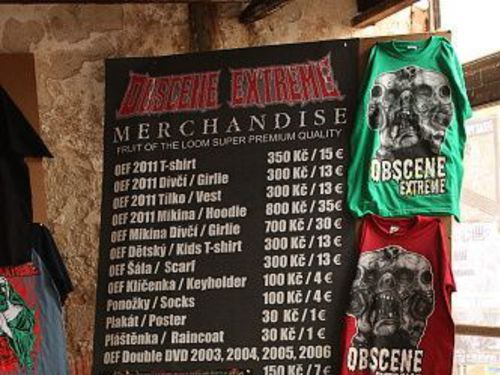 OBSCENE EXTREME
MERCHANDISE
FRUIT OF THE LOOM SUPER PREMIUM QUALITY
OEF 2011 T-shirt 350 Kč / 15 €
OEF 2011 Dívčí / Girlie 300 Kč / 13 €
OEF 2011 Tílko / Vest 300 Kč / 13 €
OEF 2011 Mikina / Hoodie 800 Kč / 35€
OEF Mikina Dívčí / Girlie 700 Kč / 30 €
OEF Dětský / Kids T-shirt 300 Kč / 13 €
OEF Šála / Scarf 300 Kč / 13 €
OEF Klíčenka / Keyholder 100 Kč / 4 €
Ponožky / Socks 100 Kč / 4 €
Plakát / Poster 30 Kč / 1 €
Pláštěnka / Raincoat 30 Kč / 1 €
OEF Double DVD 2003, 2004, 2005, 2006
150 Kč / 7 €
OBSCENE
EXTREME
OBSCENE